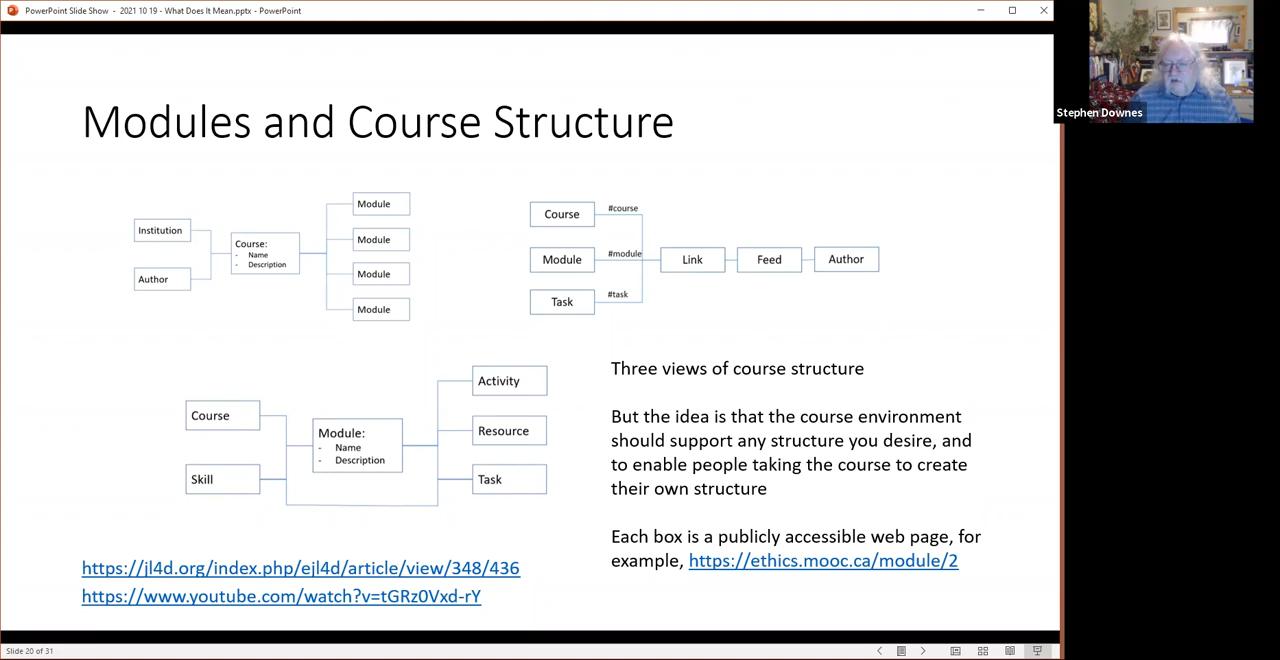 PowerPoint Slide Show - 2021 10 19 - What Does It Mean.pptx - PowerPoint
Stephen Downes
Modules and Course Structure
Institution
Author
Course:
- Name
- Description
Module
Module
Module
Module
Course
Module
Task
#course
#module
#task
Link
Feed
Author
Course
Skill
Module:
- Name
- Description
Activity
Resource
Task
Three views of course structure
But the idea is that the course environment
should support any structure you desire, and
to enable people taking the course to create
their own structure
Each box is a publicly accessible web page, for
example, https://ethics.mooc.ca/module/2
https://jl4d.org/index.php/ejl4d/article/view/348/436
https://www.youtube.com/watch?v=tGRz0Vxd-rY
Slide 20 of 31